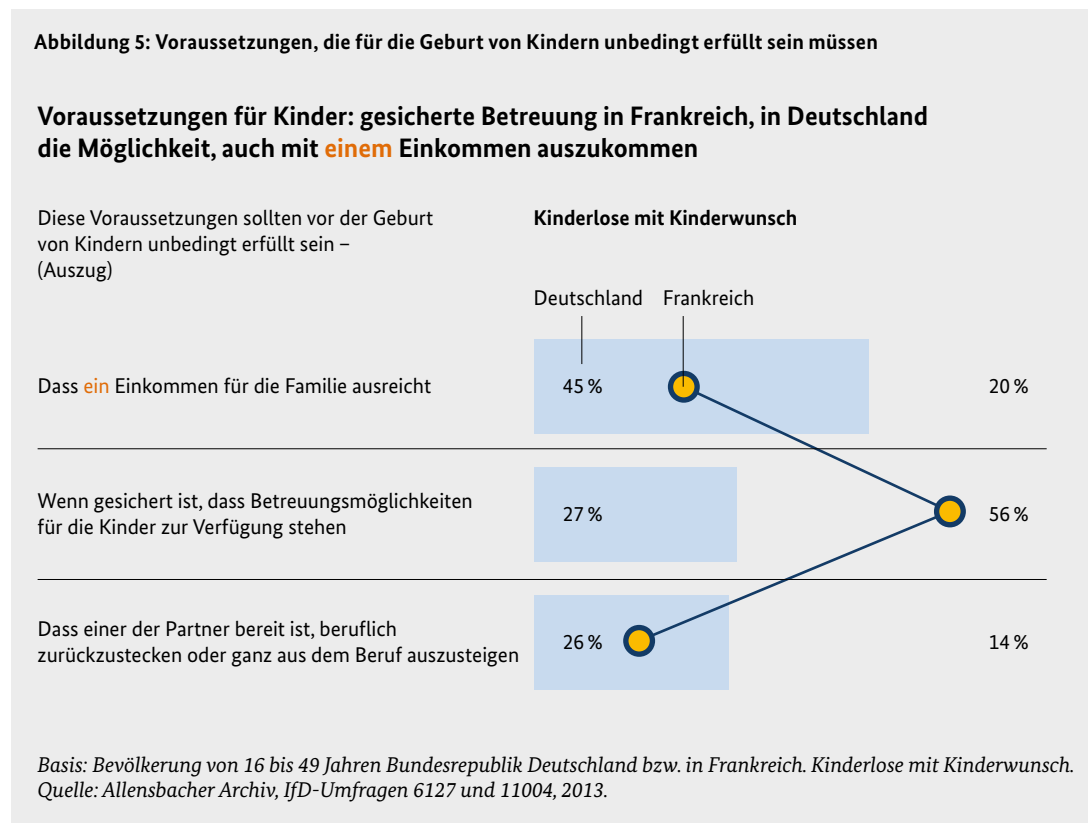 Abbildung 5: Voraussetzungen, die für die Geburt von Kindern unbedingt erfüllt sein müssen
Voraussetzungen für Kinder: gesicherte Betreuung in Frankreich, in Deutschland
die Möglichkeit, auch mit einem Einkommen auszukommen
Diese Voraussetzungen sollten vor der Geburt
von Kindern unbedingt erfüllt sein –
(Auszug)
Kinderlose mit Kinderwunsch
Deutschland Frankreich
Dass ein Einkommen für die Familie ausreicht
45 %
20 %
Wenn gesichert ist, dass Betreuungsmöglichkeiten
für die Kinder zur Verfügung stehen
27 %
56 %
Dass einer der Partner bereit ist, beruflich
zurückzustecken oder ganz aus dem Beruf auszusteigen
26 %
14 %
Basis: Bevölkerung von 16 bis 49 Jahren Bundesrepublik Deutschland bzw. in Frankreich. Kinderlose mit Kinderwunsch.
Quelle: Allensbacher Archiv, IfD-Umfragen 6127 und 11004, 2013.